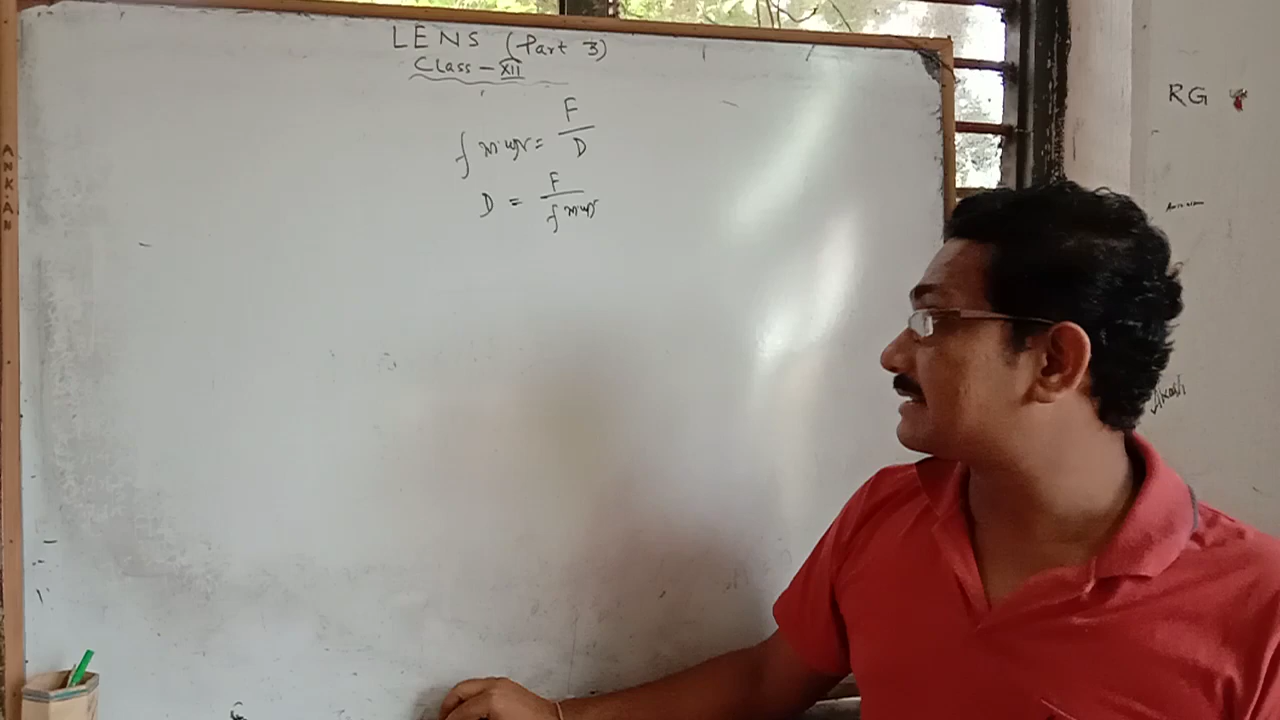 LENS (Part 3)
Class - XII
F
f number = 
D
D = F
f number
RG
Akash
ANKAN